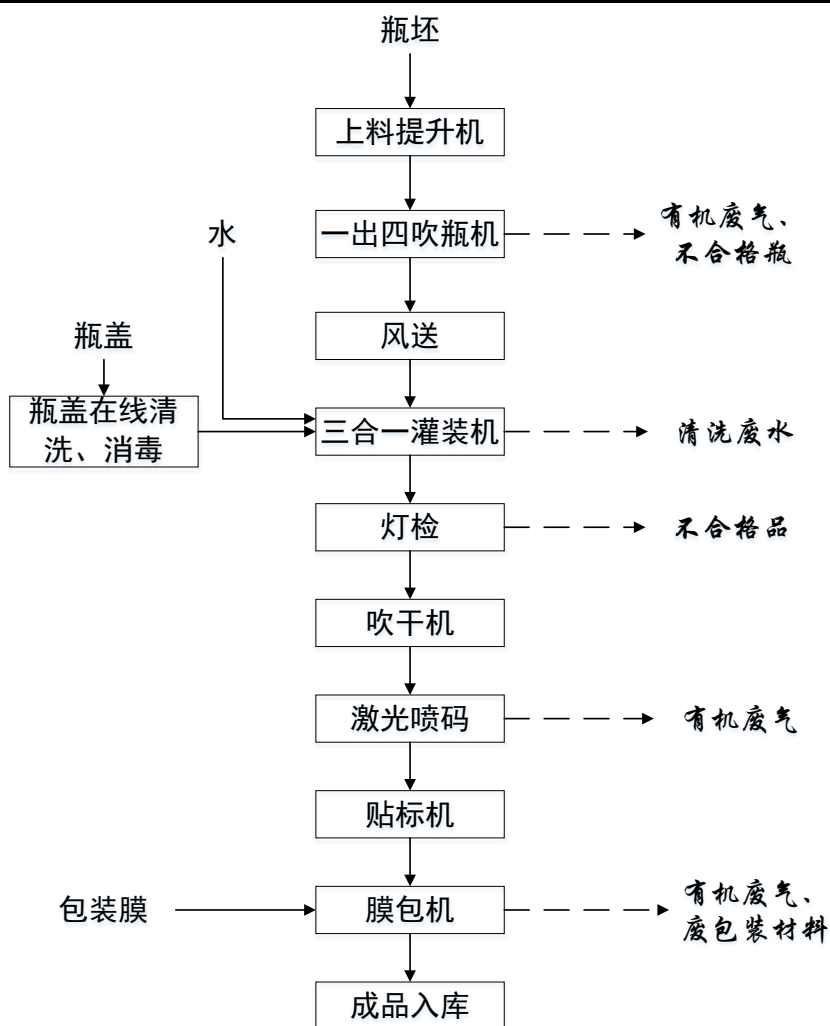 瓶坯
上料提升机
一出四吹瓶机
有机废气、
不合格瓶
水
风送
瓶盖
瓶盖在线清
洗、消毒
三合一灌装机
清洗废水
灯检
不合格品
吹干机
激光喷码
有机废气
贴标机
包装膜
膜包机
有机废气、
废包装材料
成品入库